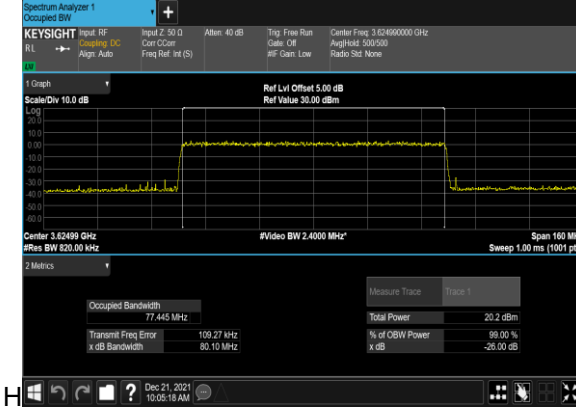 Spectrum Analyzer 1
Occupied BW
+
KEYSIGHT
RL
Input: RF
Coupling: DC
Align: Auto
Input Z: 50 Ω
Corr CCorr
Freq Ref: Int (S)
Atten: 40 dB
Trig: Free Run
Gate: Off
#IF Gain: Low
Center Freq: 3.624990000 GHz
Avg|Hold: 500/500
Radio Std: None
1 Graph
Scale/Div 10.0 dB
Ref Lvl Offset 5.00 dB
Ref Value 30.00 dBm
Log
20.0
10.0
0.00
-10.0
-20.0
-30.0
-40.0
-50.0
-60.0
Center 3.62499 GHz
#Video BW 2.4000 MHz*
Span 160 MH
#Res BW 820.00 kHz
Sweep 1.00 ms (1001 pt
2 Metrics
Measure Trace Trace 1
Occupied Bandwidth
77.445 MHz
Total Power 20.2 dBm
Transmit Freq Error 109.27 kHz
% of OBW Power 99.00 %
x dB Bandwidth 80.10 MHz
x dB -26.00 dB
H
?
Dec 21, 2021
10:05:18 AM